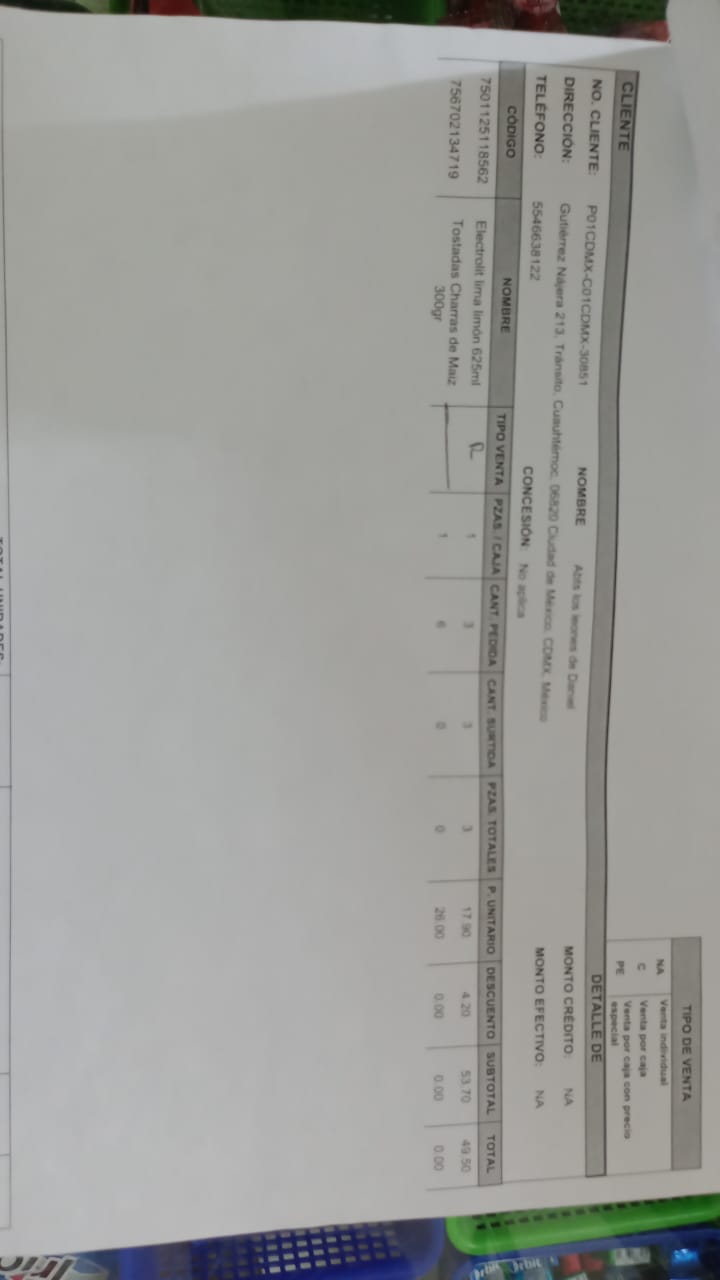 TIPO DE VENTA
NA Venta individual
C Venta por caja
PE Venta por caja con precio especial
CLIENTE DETALLE DE
NO. CLIENTE: P01CDMX-C01CDMX-30851 NOMBRE Abts los leones de Daniel MONTO CRÉDITO: NA
DIRECCIÓN: Gutiérrez Nájera 213, Tránsito, Cuauhtémoc, 06820 Ciudad de México, CDMX, México MONTO EFECTIVO: NA
TELÉFONO: 5546638122 CONCESIÓN: No aplica
CÓDIGO NOMBRE TIPO VENTA PZAS. / CAJA CANT. PEDIDA CANT. SURTIDA PZAS. TOTALES P. UNITARIO DESCUENTO SUBTOTAL TOTAL
7501125118562 Electrolit lima limón 625ml 1 3 3 3 17.90 4.20 53.70 49.50
756702134719 Tostadas Charras de Maiz 300gr 1 6 0 0 26.00 0.00 0.00 0.00
TOTAL UNIDADES:
Orbit Orbit